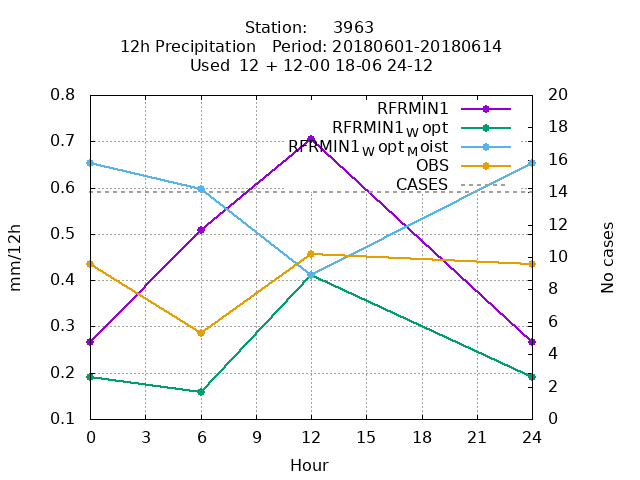 Station: 3963
12h Precipitation Period: 20180601-20180614
Used 12 + 12-00 18-06 24-12
RFRMIN1
RFRMIN1Wopt
RFRMIN1WoptMoist
OBS
CASES
0.8
0.7
0.6
0.5
0.4
0.3
0.2
0.1
mm/12h
20
18
16
14
12
10
8
6
4
2
0
No cases
0 3 6 9 12 15 18 21 24
Hour